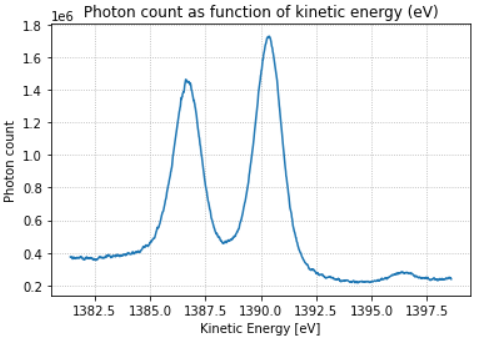 Photon count as function of kinetic energy (eV)
1e6
1.8
1.6
1.4
1.2
1.0
0.8
0.6
0.4
0.2
Photon count
1382.5 1385.0 1387.5 1390.0 1392.5 1395.0 1397.5
Kinetic Energy [eV]